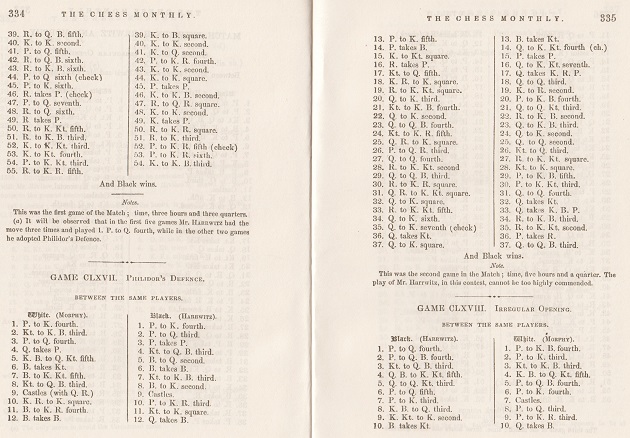 334 THE CHESS MONTHLY.
39. R. to Q. B. fifth. 39. K. to B. square.
40. K. to K. second. 40. K. to K. second.
41. P. to Q. fifth. 41. K. to Q. second.
42. R. to Q. B. sixth. 42. P. to K. R. fourth.
43. R. to K. B. sixth. 43. K. to K. second.
44. P. to Q. sixth (check) 44. K. to K. square.
45. P. to K. sixth. 45. P. takes P.
46. R. takes P. (check) 46. K. to K. B. second.
47. P. to Q. seventh. 47. R. to Q. R. square.
48. R. to Q. sixth. 48. K. to K. second.
49. R takes P. 49. K. takes P.
50. R. to K. Kt. fifth. 50. R. to K. R. square.
51. R. to K. B. third. 51. R. to K. third.
52. K. to K. Kt. third. 52. P. to K. R. fifth (check)
53. K. to Kt. fourth. 53. P. to K. R. sixth.
54. P. to K. Kt. third. 54. K. to K. B. third.
55. R. to K. B. fifth.
And Black wins.
Notes.
This was the first game of the Match; time, three hours and three quarters.
(a) It will be observed that in the first five games Mr. HARRWITZ had the
move three times and played 1. P. to Q. fourth, while in the other two games
he adopted Philidor's Defence.
GAME CLXVII. PHILIDOR'S DEFENCE.
BETWEEN THE SAME PLAYERS.
White. (MORPHY.) Black. (HARRWITZ.)
1. P. to K. fourth. 1. P. to K. fourth.
2. Kt. to K. B. third. 2. P. to Q. third.
3. P. to Q. fourth. 3. P. takes P.
4. Q. takes P. 4. Kt. to Q. B. third.
5. K. B. to Q. Kt. fifth. 5. B. to Q. second.
6. B. takes Kt. 6. B. takes B.
7. B. to K. Kt. fifth. 7. Kt. to K. B. third.
8. Kt. to Q. B. third. 8. B. to K. second.
9. Castles (with Q. R.) 9. Castles.
10. K. R. to K. square. 10. P. to K. R. third.
11. B. to K. R. fourth. 11. Kt. to K. square.
12. B. takes B. 12. Q. takes B.
THE CHESS MONTHLY. 335
13. P. to K. fifth. 13. B. takes Kt.
14. P. takes B. 14. Q. to K. Kt. fourth (ch.)
15. K. to Kt. square. 15. P. takes P.
16. R. takes P. 16. Q. to K. Kt. seventh.
17. Kt. to Q. fifth. 17. Q. takes K. R. P.
18. K. R. to K. square. 18. Q. to Q. third.
19. R. to K. Kt. square. 19. K. to R. second.
20. Q. to K. third. 20. P. to K. B. fourth.
21. Kt. to K. B. fourth. 21. Q. to Q. Kt. third.
22. Q. to K. second. 22. R. to K. B. second.
23. Q. to Q. B. fourth. 23. Q. to K. B. third.
24. Kt. to K. R. fifth. 24. Q. to K. second.
25. Q. R. to K. square. 25. Q. to Q. second.
26. P. to Q. R. third. 26. Kt. to Q. third.
27. Q. to Q. fourth. 27. R. to K. Kt. square.
28. R. to K. Kt. second 28. Kt. to K. square.
29. Q. to Q. B. third. 29. P. to K. B. fifth.
30. R. to K. R. square. 30. P. to K. Kt. third.
31. Q. R. to K. Kt. square. 31. Q. to Q. fourth.
32. Q. to K. square. 32. Q. takes Kt.
33. R. to K. Kt. fifth. 33. Q. takes K. B. P.
34. Q. to K. sixth. 34. R. to K. B. third.
35. Q. to K. seventh (check) 35. R. to K. Kt. second.
36. Q. takes Kt. 36. P. takes R.
37. Q. to K. square. 37. Q. to Q. B. third.
And Black wins.
Note.
This was the second game in the Match; time, five hours and a quarter. The
play of Mr. Harrwitz, in this contest, cannot be too highly commended.
GAME CLXVIII. IRREGULAR OPENING.
BETWEEN THE SAME PLAYERS.
Black. (HARRWITZ.) White. (MORPHY.)
1. P. to Q. fourth. 1. P. to K. B. fourth.
2. P. to Q. B. fourth. 2. P. to K. third.
3. Kt. to Q. B. third. 3. Kt. to K. B. third.
4. Q. B. to K. Kt. fifth. 4. K. B. to Q. Kt. fifth.
5. Q. to Q. Kt. third. 5. P. to Q. B. fourth.
6. P. to Q. fifth. 6. P. to K. fourth.
7. P. to K. third. 7. Castles.
8. K. B. to Q. third. 8. P. to Q. third.
9. K. Kt. to K. second. 9. P. to K. R. third.
10. B. takes Kt 10. Q. takes B.